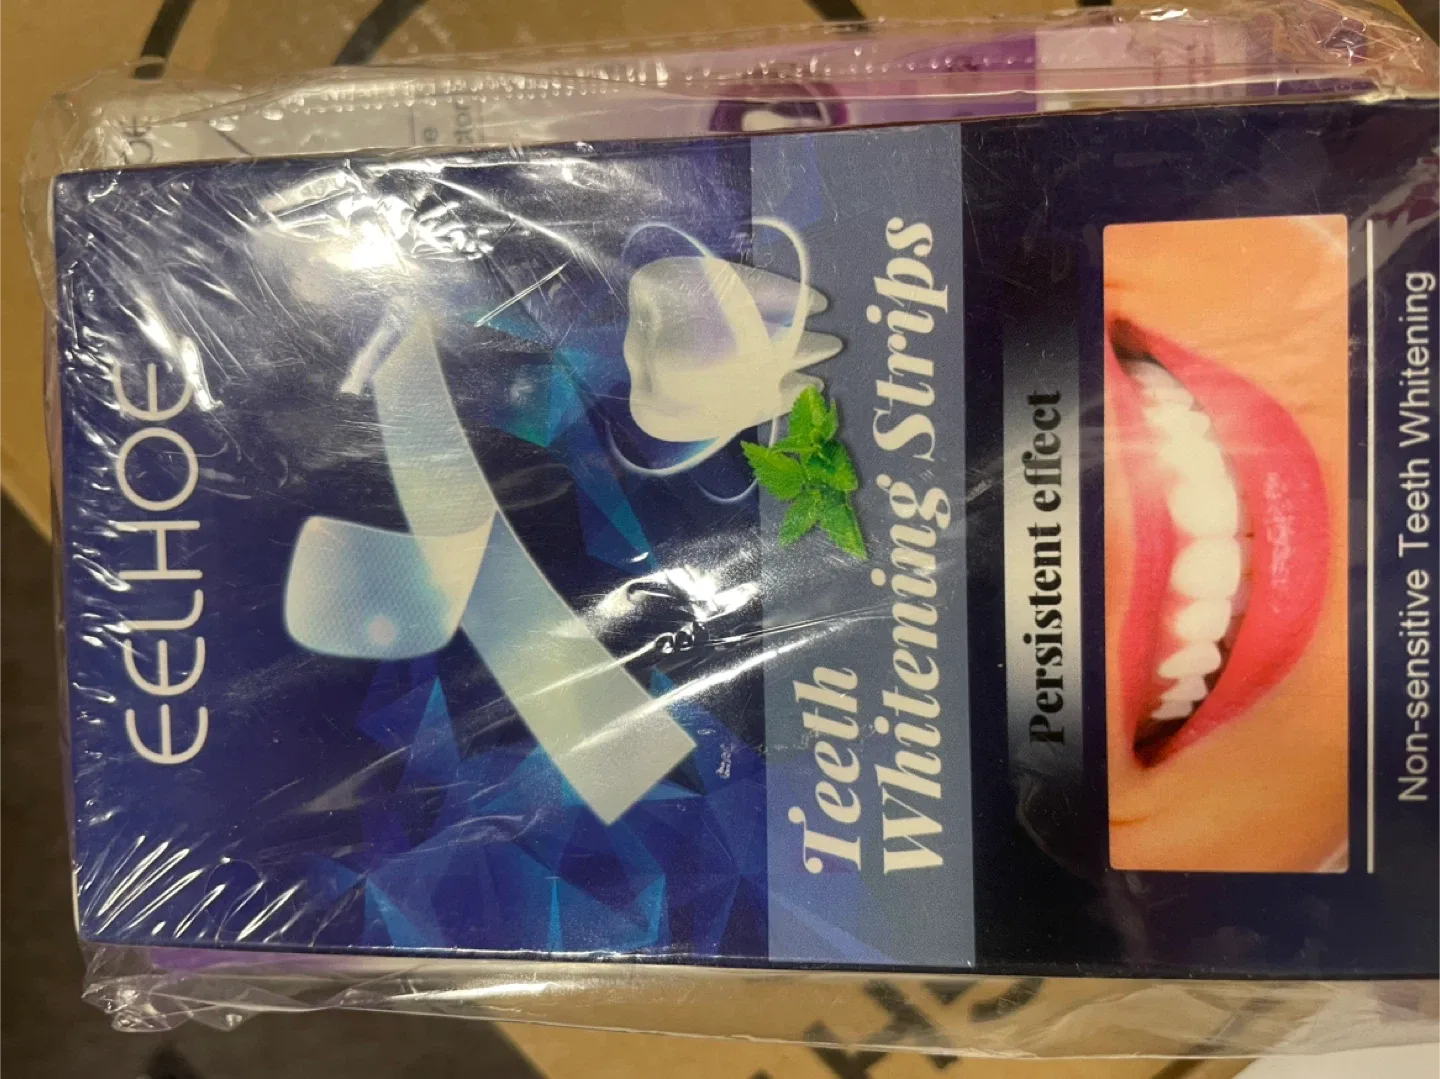 EELHOE
Teeth
Whitening Strips
Persistent effect
Non-sensitive Teeth Whitening